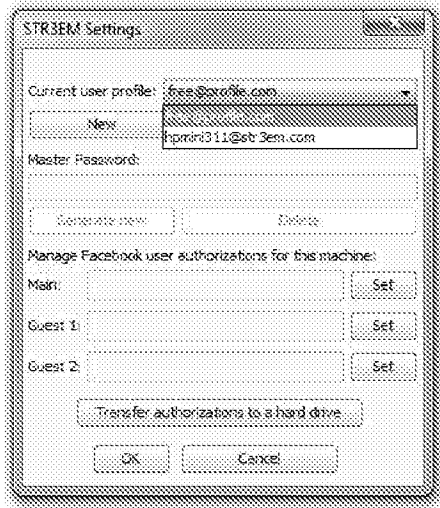 STR3EM Settings
Current user profile: free@profile.com
New
hpmini311@str3em.com
Master Password:
Generate new Delete
Manage Facebook user authorizations for this machine:
Main: Set
Guest 1: Set
Guest 2: Set
Transfer authorizations to a hard drive
OK Cancel